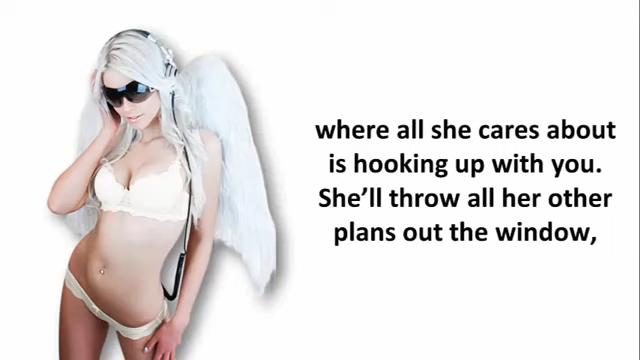 where all she cares about
is hooking up with you.
She’ll throw all her other
plans out the window,